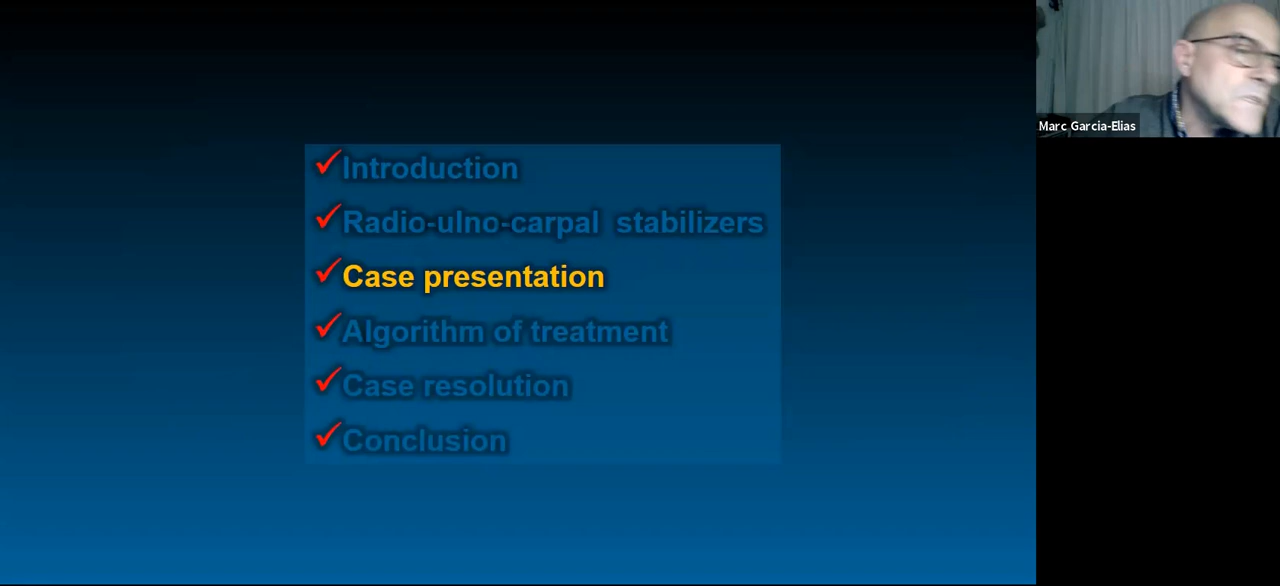 Introduction
Radio-ulno-carpal stabilizers
Case presentation
Algorithm of treatment
Case resolution
Conclusion
Marc Garcia-Elias